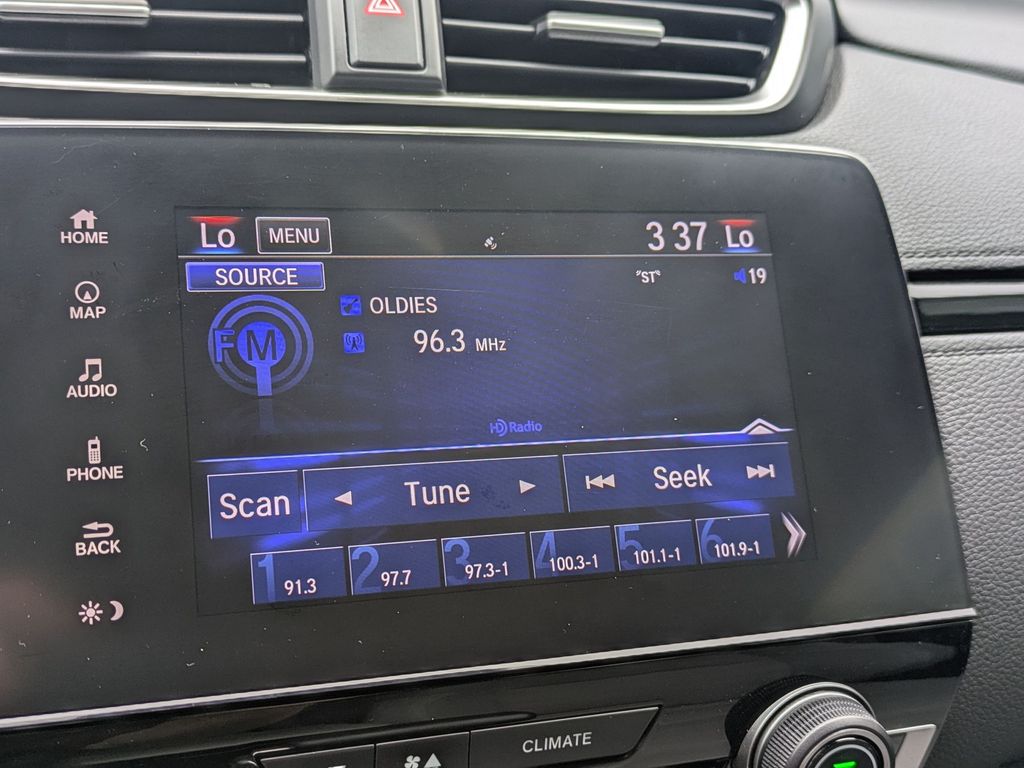 HOME
MAP
AUDIO
PHONE
BACK
Lo MENU 3 37 Lo
SOURCE "ST" 19
FM
OLDIES
96.3 MHz
HD Radio
Scan Tune Seek
1 91.3 2 97.7 3 97.3-1 4 100.3-1 5 101.1-1 6 101.9-1
CLIMATE